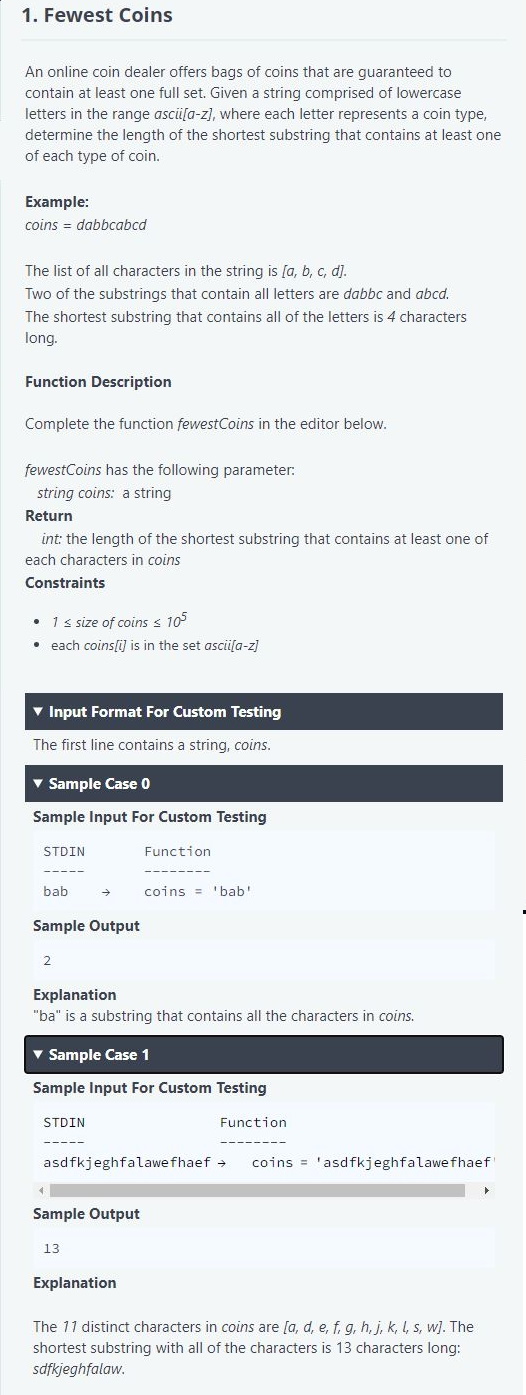 1. Fewest Coins
An online coin dealer offers bags of coins that are guaranteed to
contain at least one full set. Given a string comprised of lowercase
letters in the range ascii[a-z], where each letter represents a coin type,
determine the length of the shortest substring that contains at least one
of each type of coin.
Example:
coins = dabbcabcd
The list of all characters in the string is [a, b, c, d].
Two of the substrings that contain all letters are dabbc and abcd.
The shortest substring that contains all of the letters is 4 characters
long.
Function Description
Complete the function fewestCoins in the editor below.
fewestCoins has the following parameter:
string coins: a string
Return
int: the length of the shortest substring that contains at least one of
each characters in coins
Constraints
• 1 ≤ size of coins ≤ 10⁵
• each coins[i] is in the set ascii[a-z]
▼ Input Format For Custom Testing
The first line contains a string, coins.
▼ Sample Case 0
Sample Input For Custom Testing
STDIN Function
----- --------
bab → coins = 'bab'
Sample Output
2
Explanation
"ba" is a substring that contains all the characters in coins.
▼ Sample Case 1
Sample Input For Custom Testing
STDIN Function
----- --------
asdfkjeghfalawefhaef → coins = 'asdfkjeghfalawefhaef'
Sample Output
13
Explanation
The 11 distinct characters in coins are [a, d, e, f, g, h, j, k, l, s, w]. The
shortest substring with all of the characters is 13 characters long:
sdfkjeghfalaw.